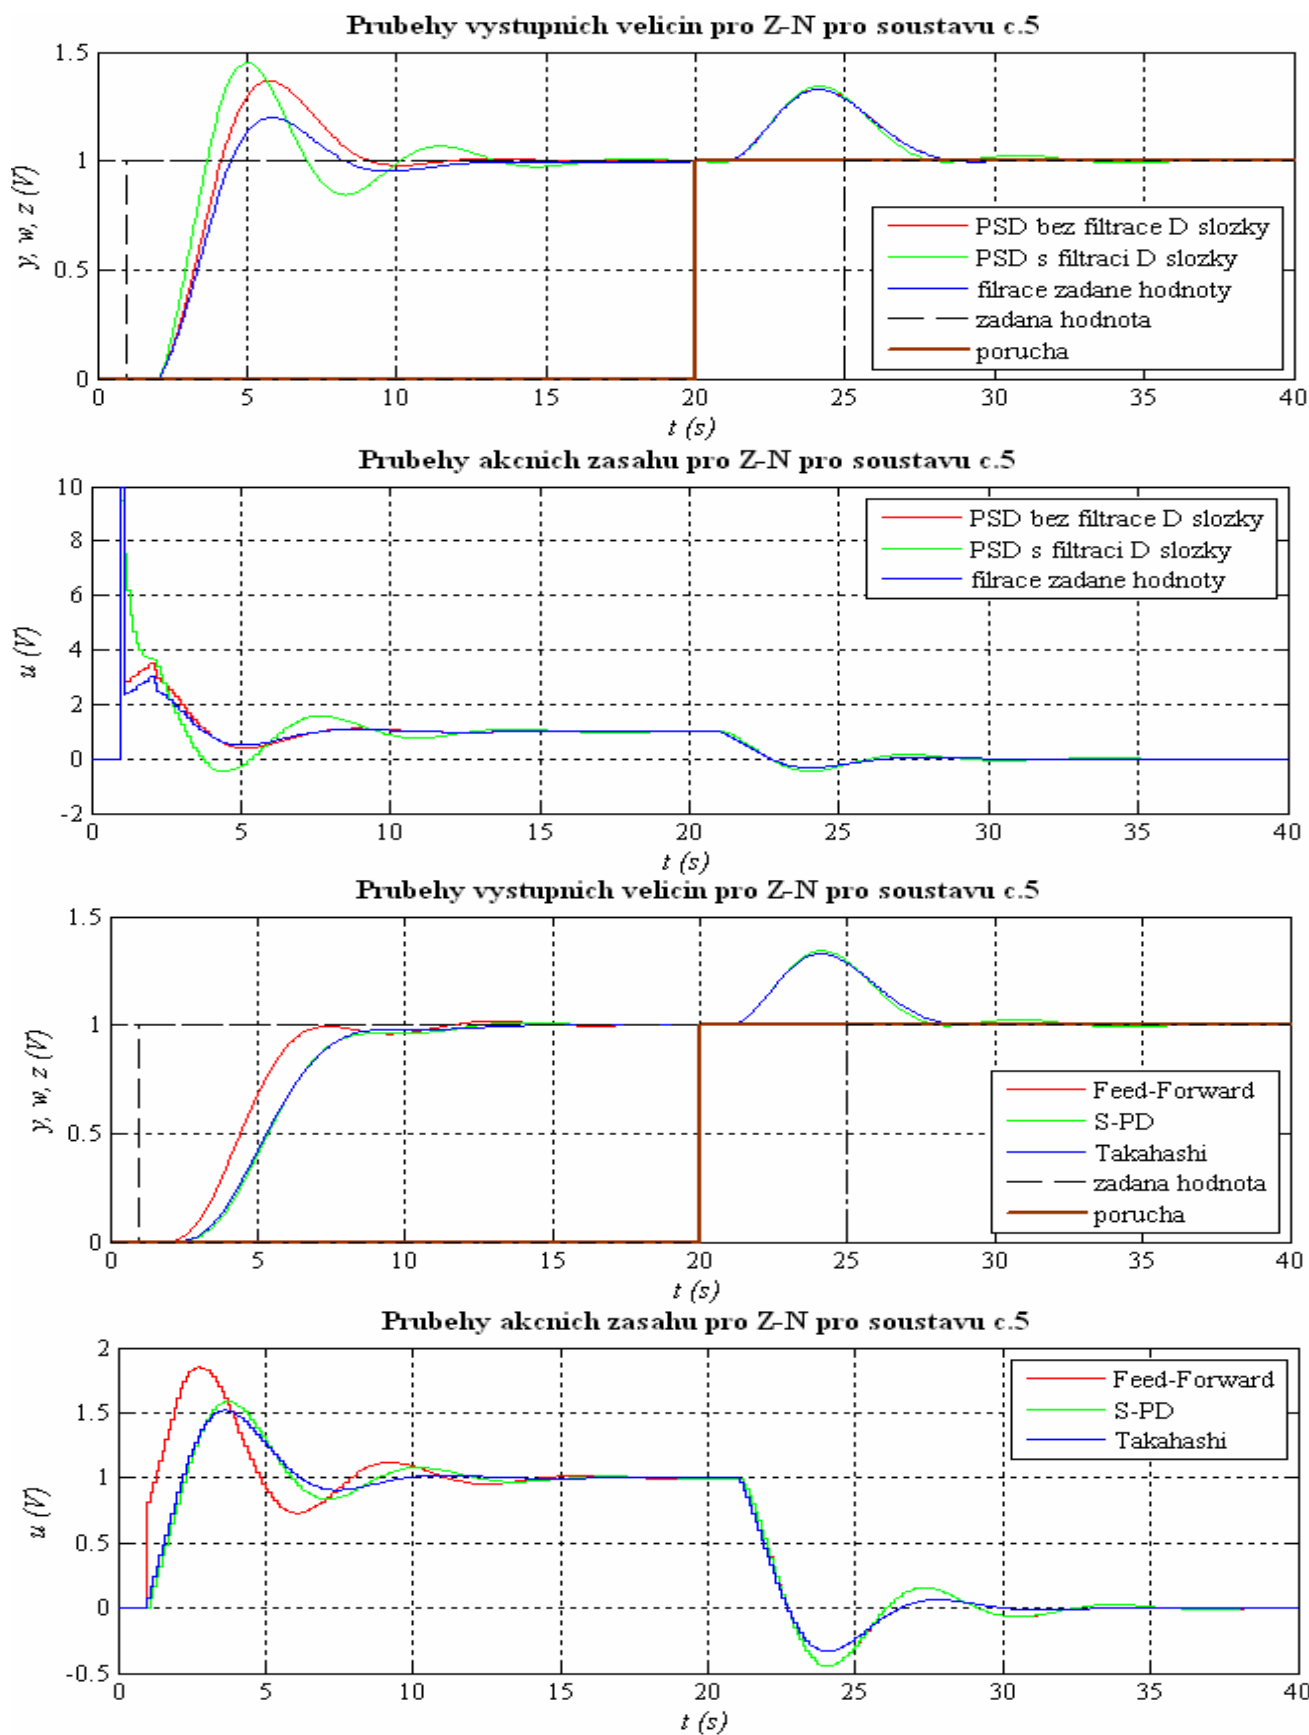 Prubehy vystupnich velicin pro Z-N pro soustavu c.5
1.5
1
0.5
0
y, w, z (V)
PSD bez filtrace D slozky
PSD s filtraci D slozky
filrace zadane hodnoty
zadana hodnota
porucha
0 5 10 15 20 25 30 35 40
t (s)
Prubehy akcnich zasahu pro Z-N pro soustavu c.5
10
8
6
4
2
0
-2
u (V)
PSD bez filtrace D slozky
PSD s filtraci D slozky
filrace zadane hodnoty
0 5 10 15 20 25 30 35 40
t (s)
Prubehy vystupnich velicin pro Z-N pro soustavu c.5
1.5
1
0.5
0
y, w, z (V)
Feed-Forward
S-PD
Takahashi
zadana hodnota
porucha
0 5 10 15 20 25 30 35 40
t (s)
Prubehy akcnich zasahu pro Z-N pro soustavu c.5
2
1.5
1
0.5
0
-0.5
u (V)
Feed-Forward
S-PD
Takahashi
0 5 10 15 20 25 30 35 40
t (s)